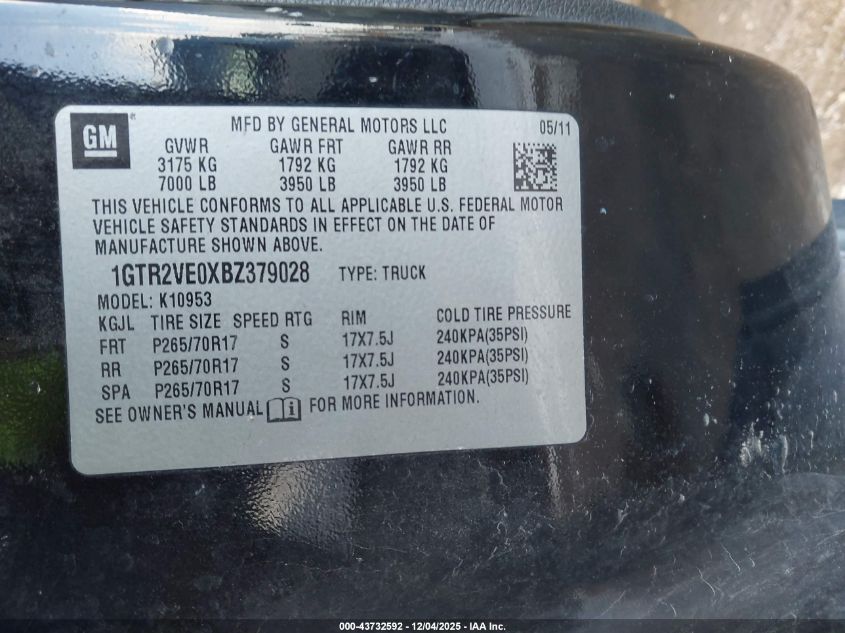 GM
MFD BY GENERAL MOTORS LLC 05/11
GVWR GAWR FRT GAWR RR
3175 KG 1792 KG 1792 KG
7000 LB 3950 LB 3950 LB
THIS VEHICLE CONFORMS TO ALL APPLICABLE U.S. FEDERAL MOTOR
VEHICLE SAFETY STANDARDS IN EFFECT ON THE DATE OF
MANUFACTURE SHOWN ABOVE.
1GTR2VE0XBZ379028 TYPE: TRUCK
MODEL: K10953
KGJL TIRE SIZE SPEED RTG RIM COLD TIRE PRESSURE
FRT P265/70R17 S 17X7.5J 240KPA(35PSI)
RR P265/70R17 S 17X7.5J 240KPA(35PSI)
SPA P265/70R17 S 17X7.5J 240KPA(35PSI)
SEE OWNER'S MANUAL FOR MORE INFORMATION.
000-43732592 - 12/04/2025 - IAA Inc.